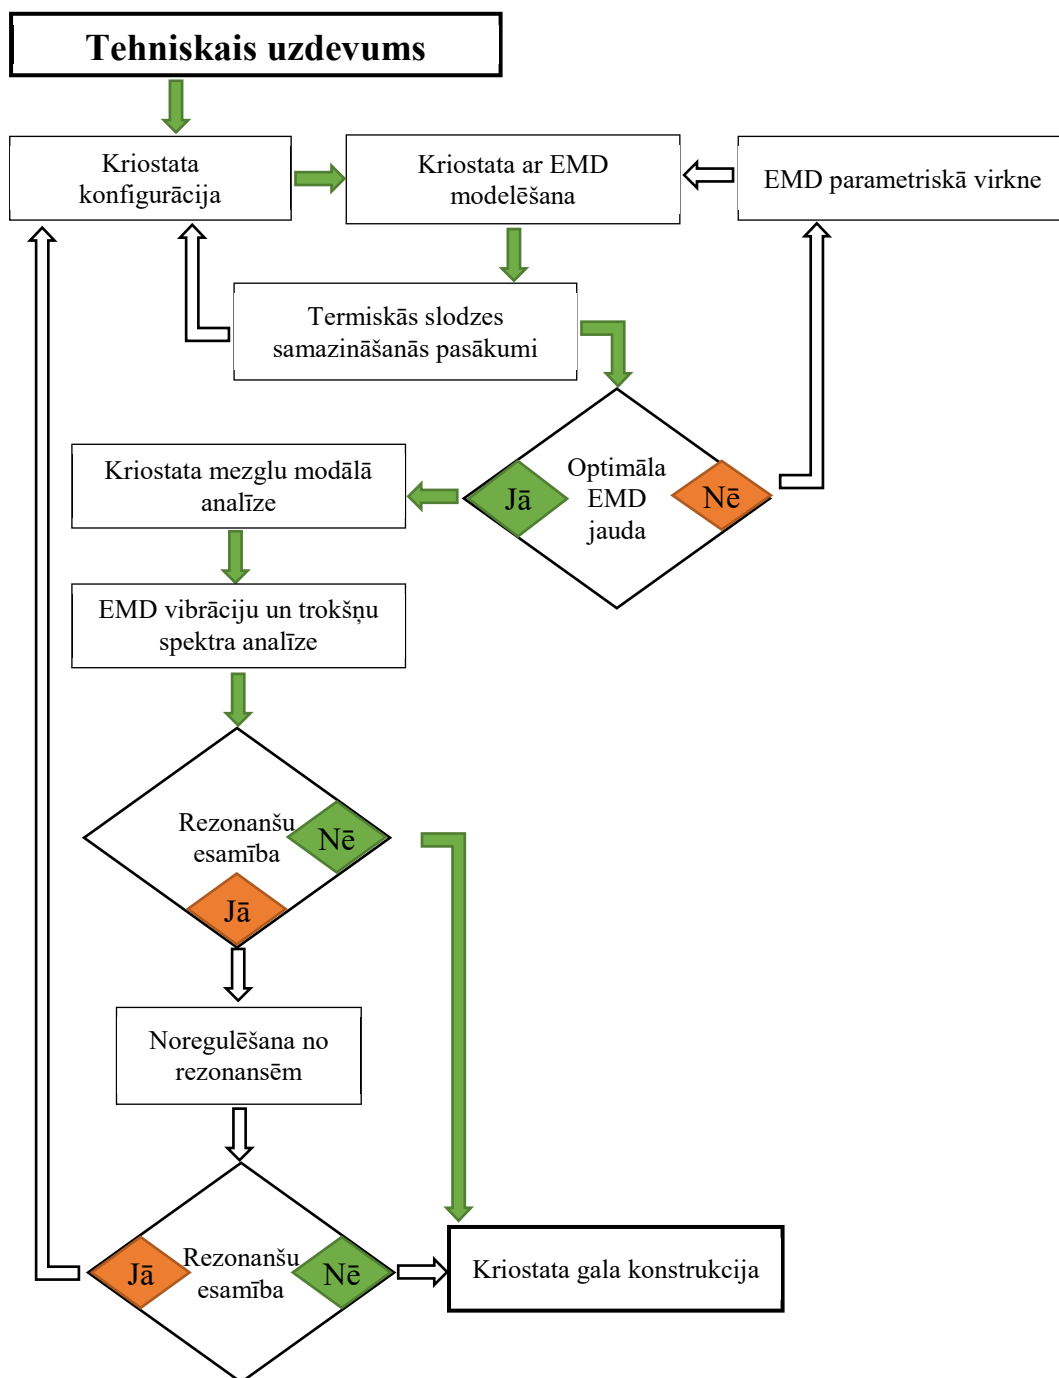 Tehniskais uzdevums
Kriostata
konfigurācija
Kriostata ar EMD
modelēšana
EMD parametriskā virkne
Termiskās slodzes
samazināšanās pasākumi
Optimāla
EMD
jauda
Jā
Nē
Kriostata mezglu modālā
analīze
EMD vibrāciju un trokšņu
spektra analīze
Rezonanšu
esamība
Nē
Jā
Noregulēšana no
rezonansēm
Jā
Rezonanšu
esamība
Nē
Kriostata gala konstrukcija